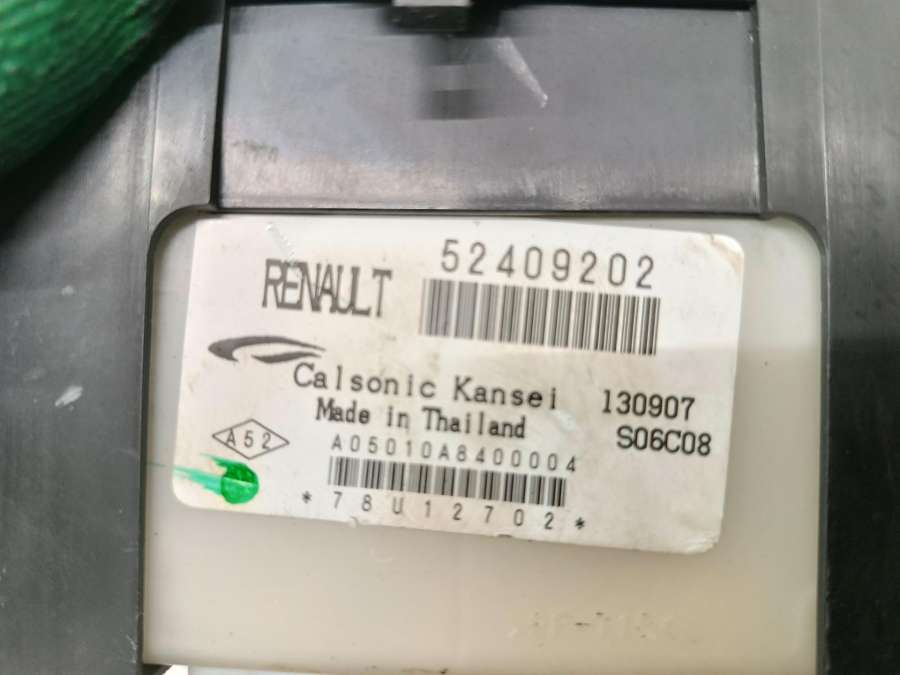 52409202
RENAULT
Calsonic Kansei 130907
Made in Thailand S06C08
A52
A05010A8400004
*78U12702*